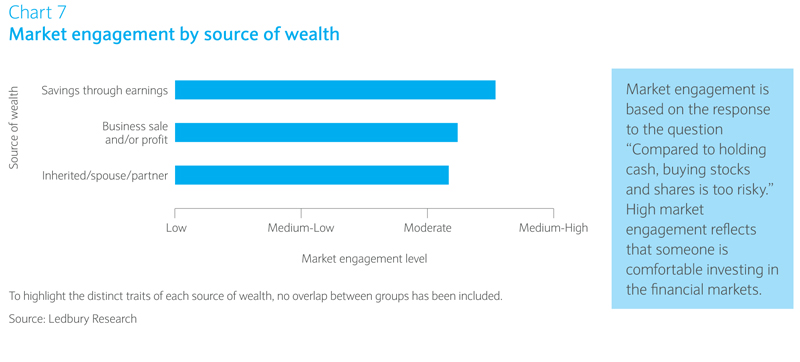 Chart 7
Market engagement by source of wealth
Source of wealth
Savings through earnings
Business sale
and/or profit
Inherited/spouse/partner
Low
Medium-Low
Moderate
Medium-High
Market engagement level
Market engagement is
based on the response
to the question
“Compared to holding
cash, buying stocks
and shares is too risky.”
High market
engagement reflects
that someone is
comfortable investing in
the financial markets.
To highlight the distinct traits of each source of wealth, no overlap between groups has been included.
Source: Ledbury Research